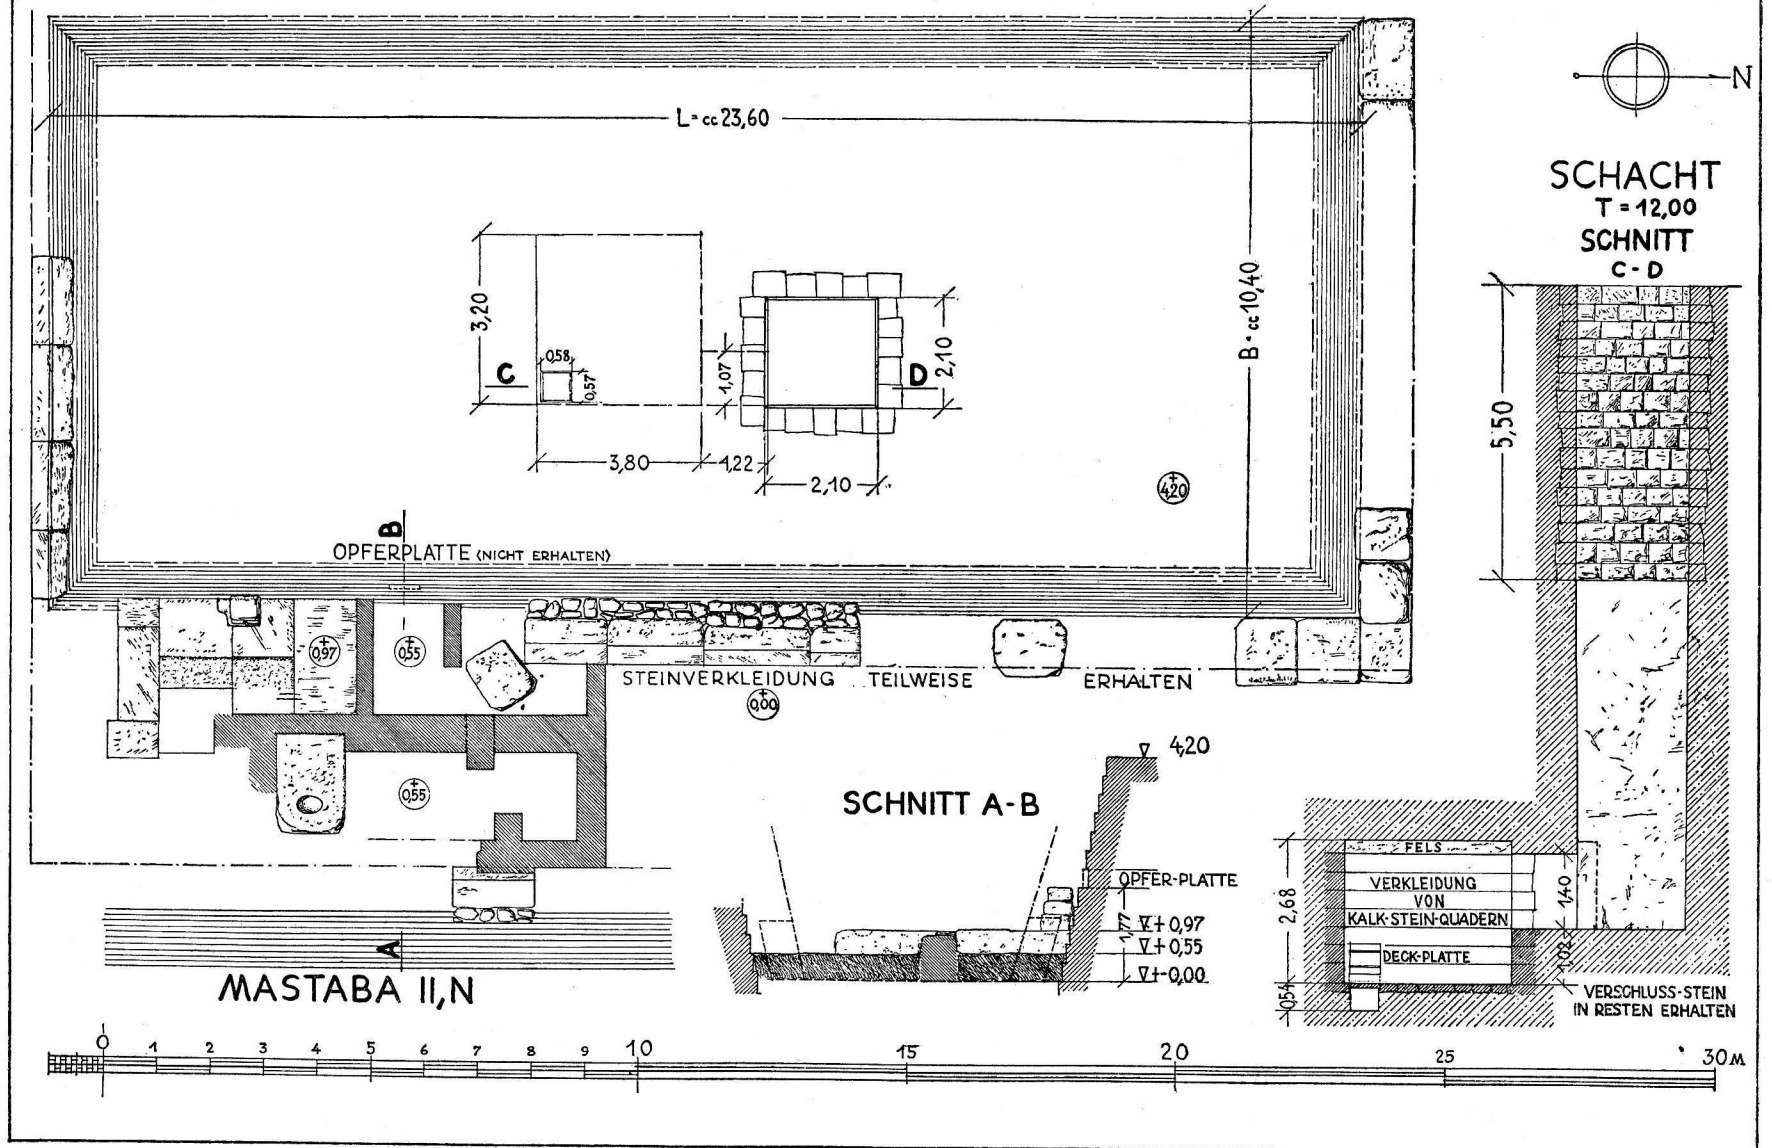 L = cc 23,60
N
SCHACHT
T = 12,00
SCHNITT
C - D
3,20
0,58
C
0,57
1,07
D
2,10
B = cc 10,40
5,50
3,80
1,22
2,10
+
4,20
B
OPFERPLATTE (NICHT ERHALTEN)
+
0,97
+
0,55
STEINVERKLEIDUNG TEILWEISE ERHALTEN
+
0,00
+
0,55
SCHNITT A-B
4,20
OPFER-PLATTE
1,77
+0,97
+0,55
+0,00
FELS
VERKLEIDUNG
VON
KALK-STEIN-QUADERN
DECK-PLATTE
2,68
0,54
1,40
1,02
VERSCHLUSS-STEIN
IN RESTEN ERHALTEN
A
MASTABA II,N
0 1 2 3 4 5 6 7 8 9 10 15 20 25 30 M